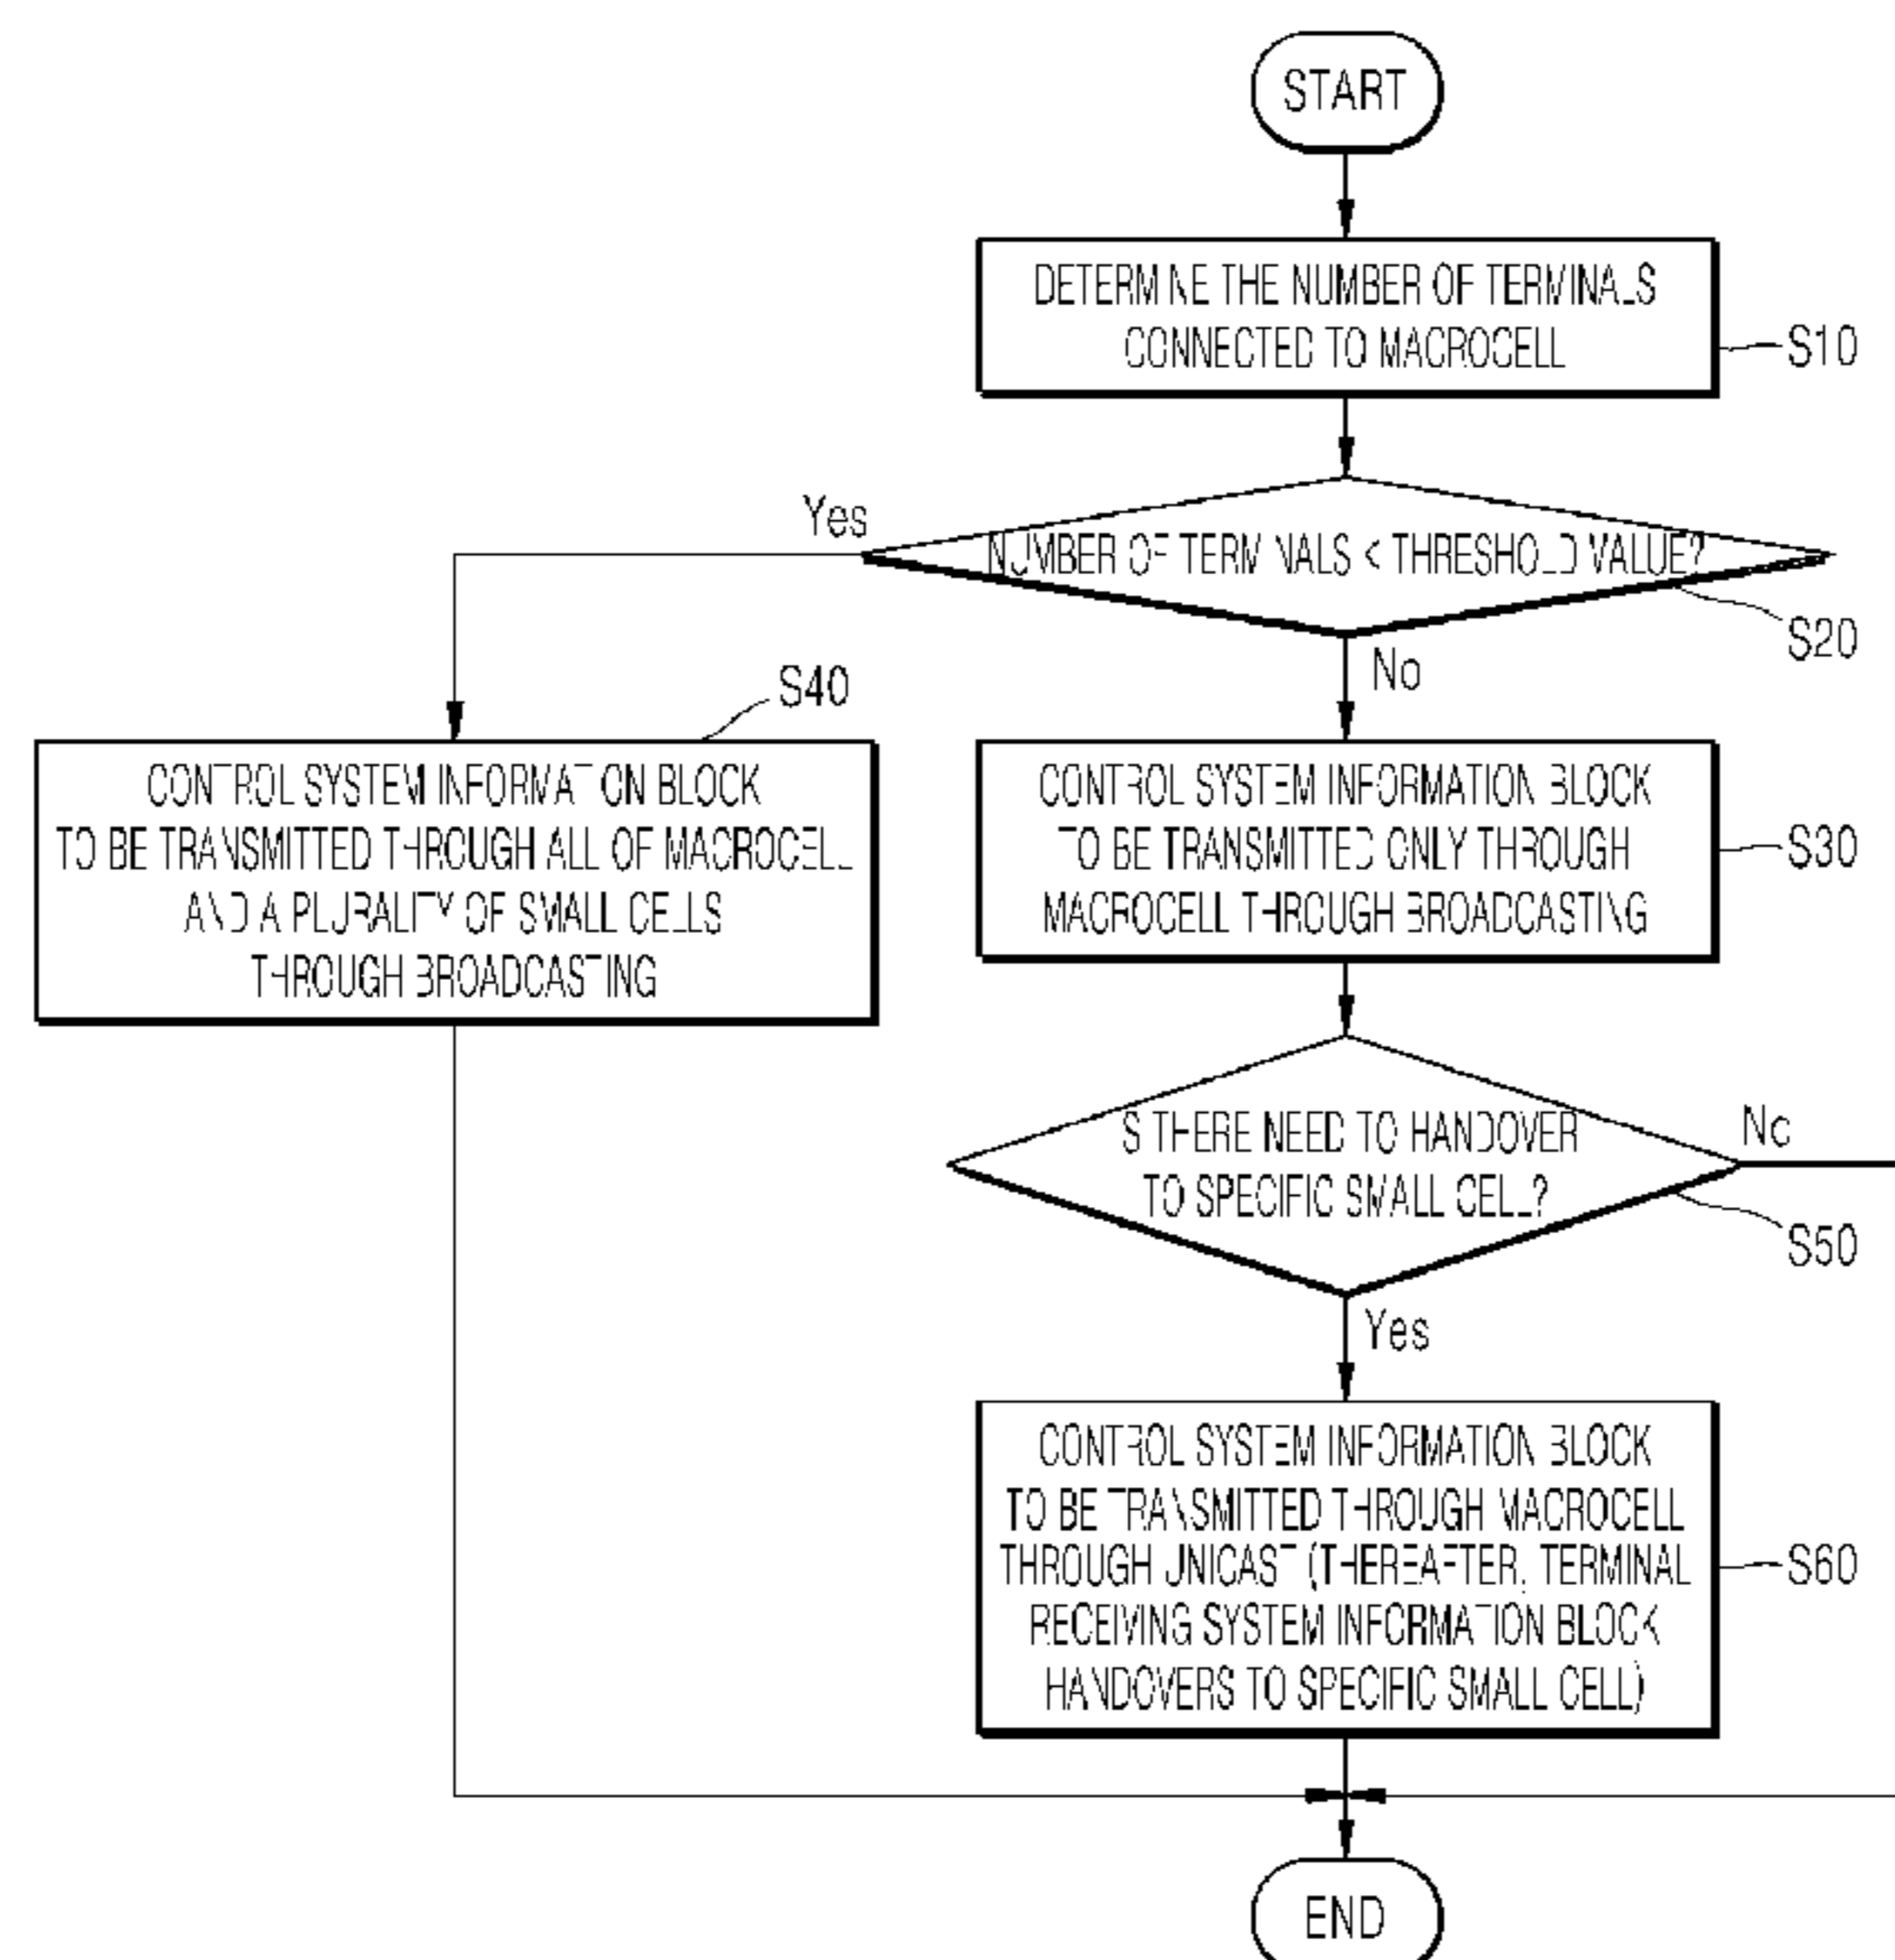 START
DETERMINE THE NUMBER OF TERMINALS
CONNECTED TO MACROCELL
S10
Yes
NUMBER OF TERMINALS < THRESHOLD VALUE?
S20
No
S40
CONTROL SYSTEM INFORMATION BLOCK
TO BE TRANSMITTED THROUGH ALL OF MACROCELL
AND A PLURALITY OF SMALL CELLS
THROUGH BROADCASTING
CONTROL SYSTEM INFORMATION BLOCK
TO BE TRANSMITTED ONLY THROUGH
MACROCELL THROUGH BROADCASTING
S30
IS THERE NEED TO HANDOVER
TO SPECIFIC SMALL CELL?
No
S50
Yes
CONTROL SYSTEM INFORMATION BLOCK
TO BE TRANSMITTED THROUGH MACROCELL
THROUGH UNICAST (THEREAFTER, TERMINAL
RECEIVING SYSTEM INFORMATION BLOCK
HANDOVERS TO SPECIFIC SMALL CELL)
S60
END